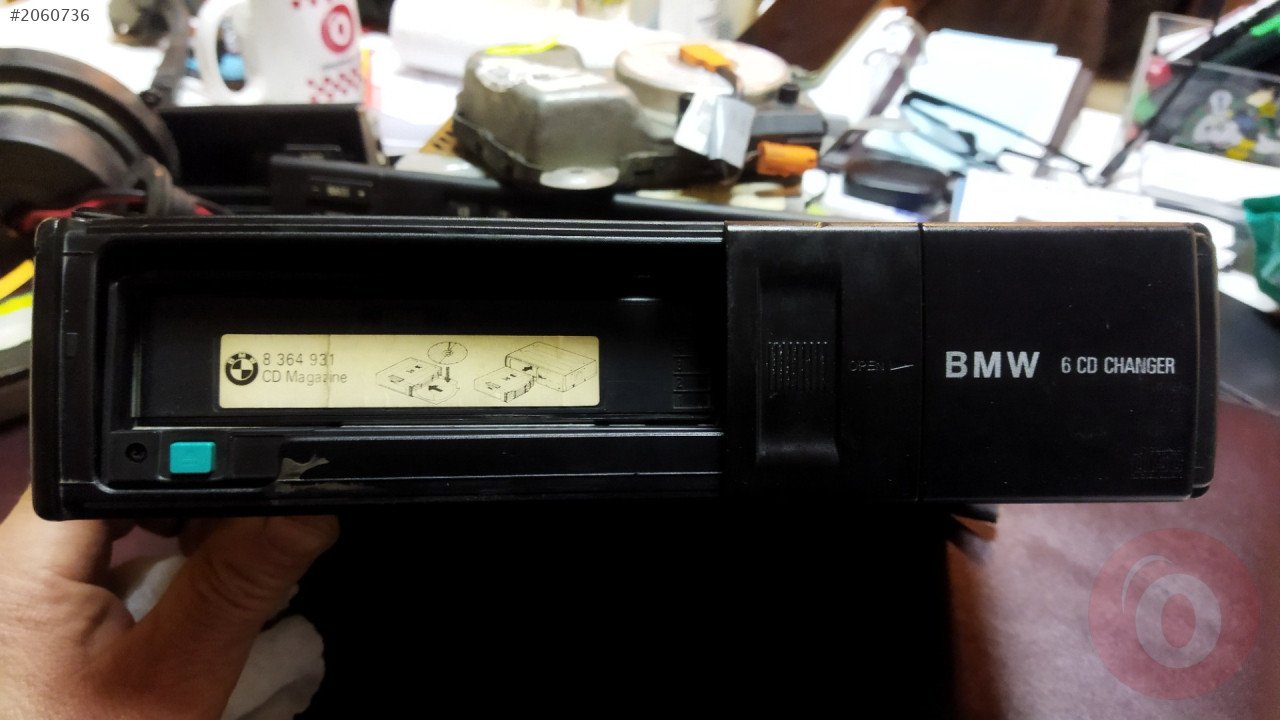 #2060736
8 364 931
CD Magazine
OPEN
BMW 6 CD CHANGER